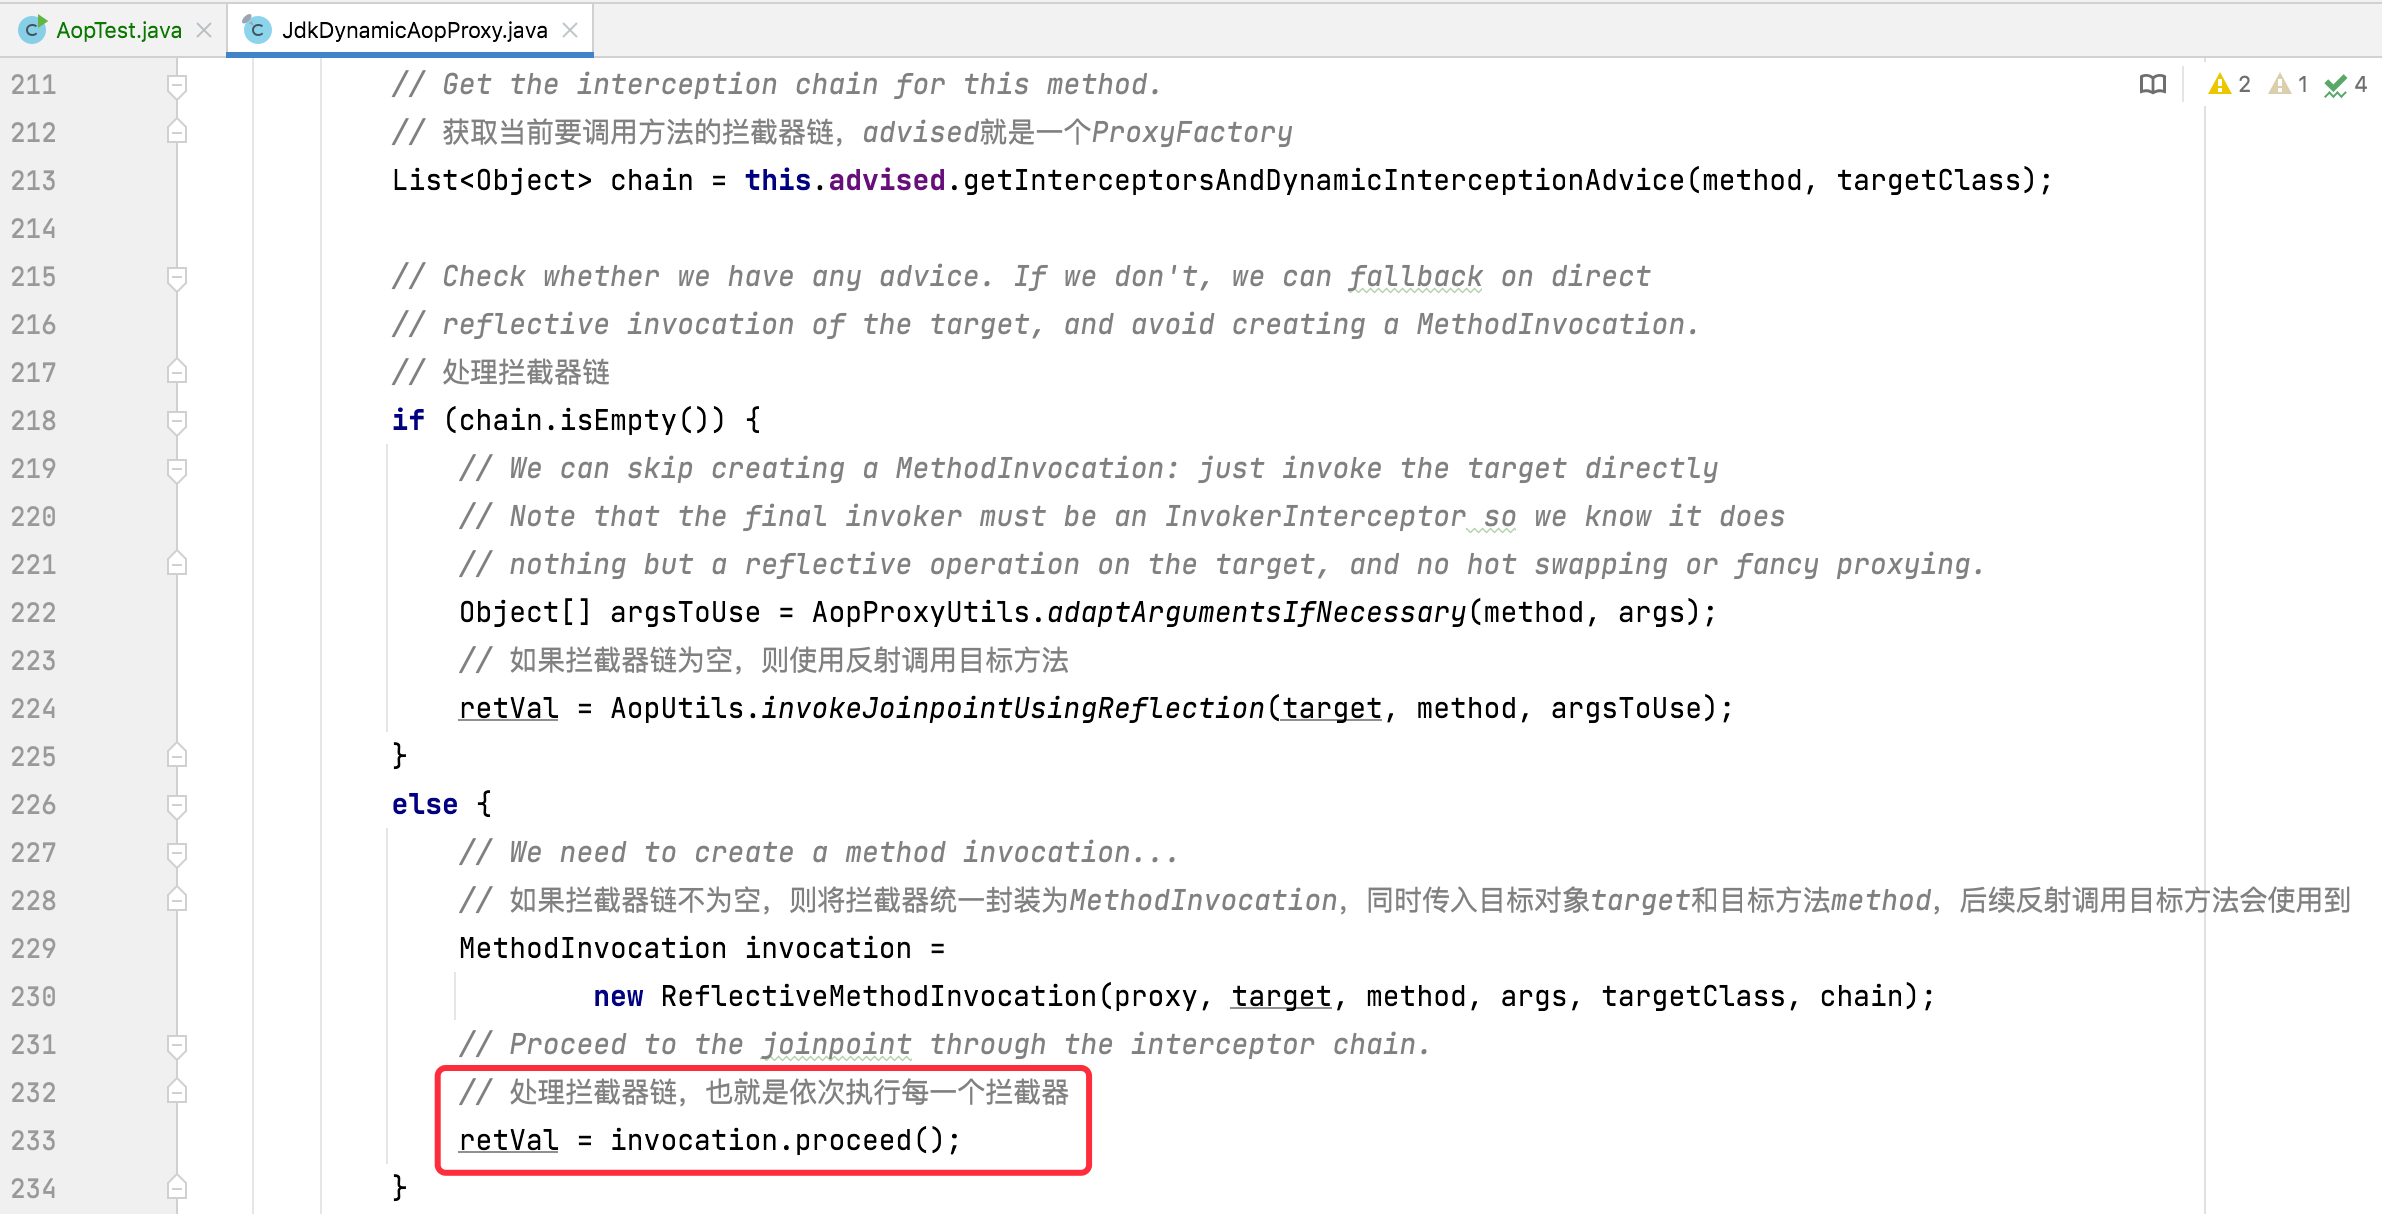 AopTest.java JdkDynamicAopProxy.java
211 // Get the interception chain for this method. 2 1 4
212 // 获取当前要调用方法的拦截器链，advised就是一个ProxyFactory
213 List<Object> chain = this.advised.getInterceptorsAndDynamicInterceptionAdvice(method, targetClass);
214
215 // Check whether we have any advice. If we don't, we can fallback on direct
216 // reflective invocation of the target, and avoid creating a MethodInvocation.
217 // 处理拦截器链
218 if (chain.isEmpty()) {
219 // We can skip creating a MethodInvocation: just invoke the target directly
220 // Note that the final invoker must be an InvokerInterceptor so we know it does
221 // nothing but a reflective operation on the target, and no hot swapping or fancy proxying.
222 Object[] argsToUse = AopProxyUtils.adaptArgumentsIfNecessary(method, args);
223 // 如果拦截器链为空，则使用反射调用目标方法
224 retVal = AopUtils.invokeJoinpointUsingReflection(target, method, argsToUse);
225 }
226 else {
227 // We need to create a method invocation...
228 // 如果拦截器链不为空，则将拦截器统一封装为MethodInvocation，同时传入目标对象target和目标方法method，后续反射调用目标方法会使用到
229 MethodInvocation invocation =
230 new ReflectiveMethodInvocation(proxy, target, method, args, targetClass, chain);
231 // Proceed to the joinpoint through the interceptor chain.
232 // 处理拦截器链，也就是依次执行每一个拦截器
233 retVal = invocation.proceed();
234 }